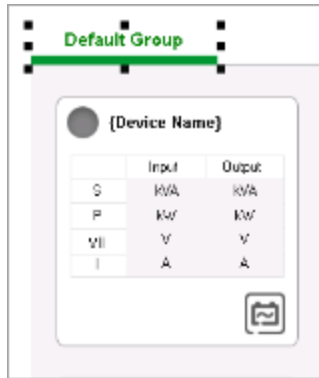 Default Group
{Device Name}
Input Output
S kVA kVA
P kW kW
Vll V V
I A A